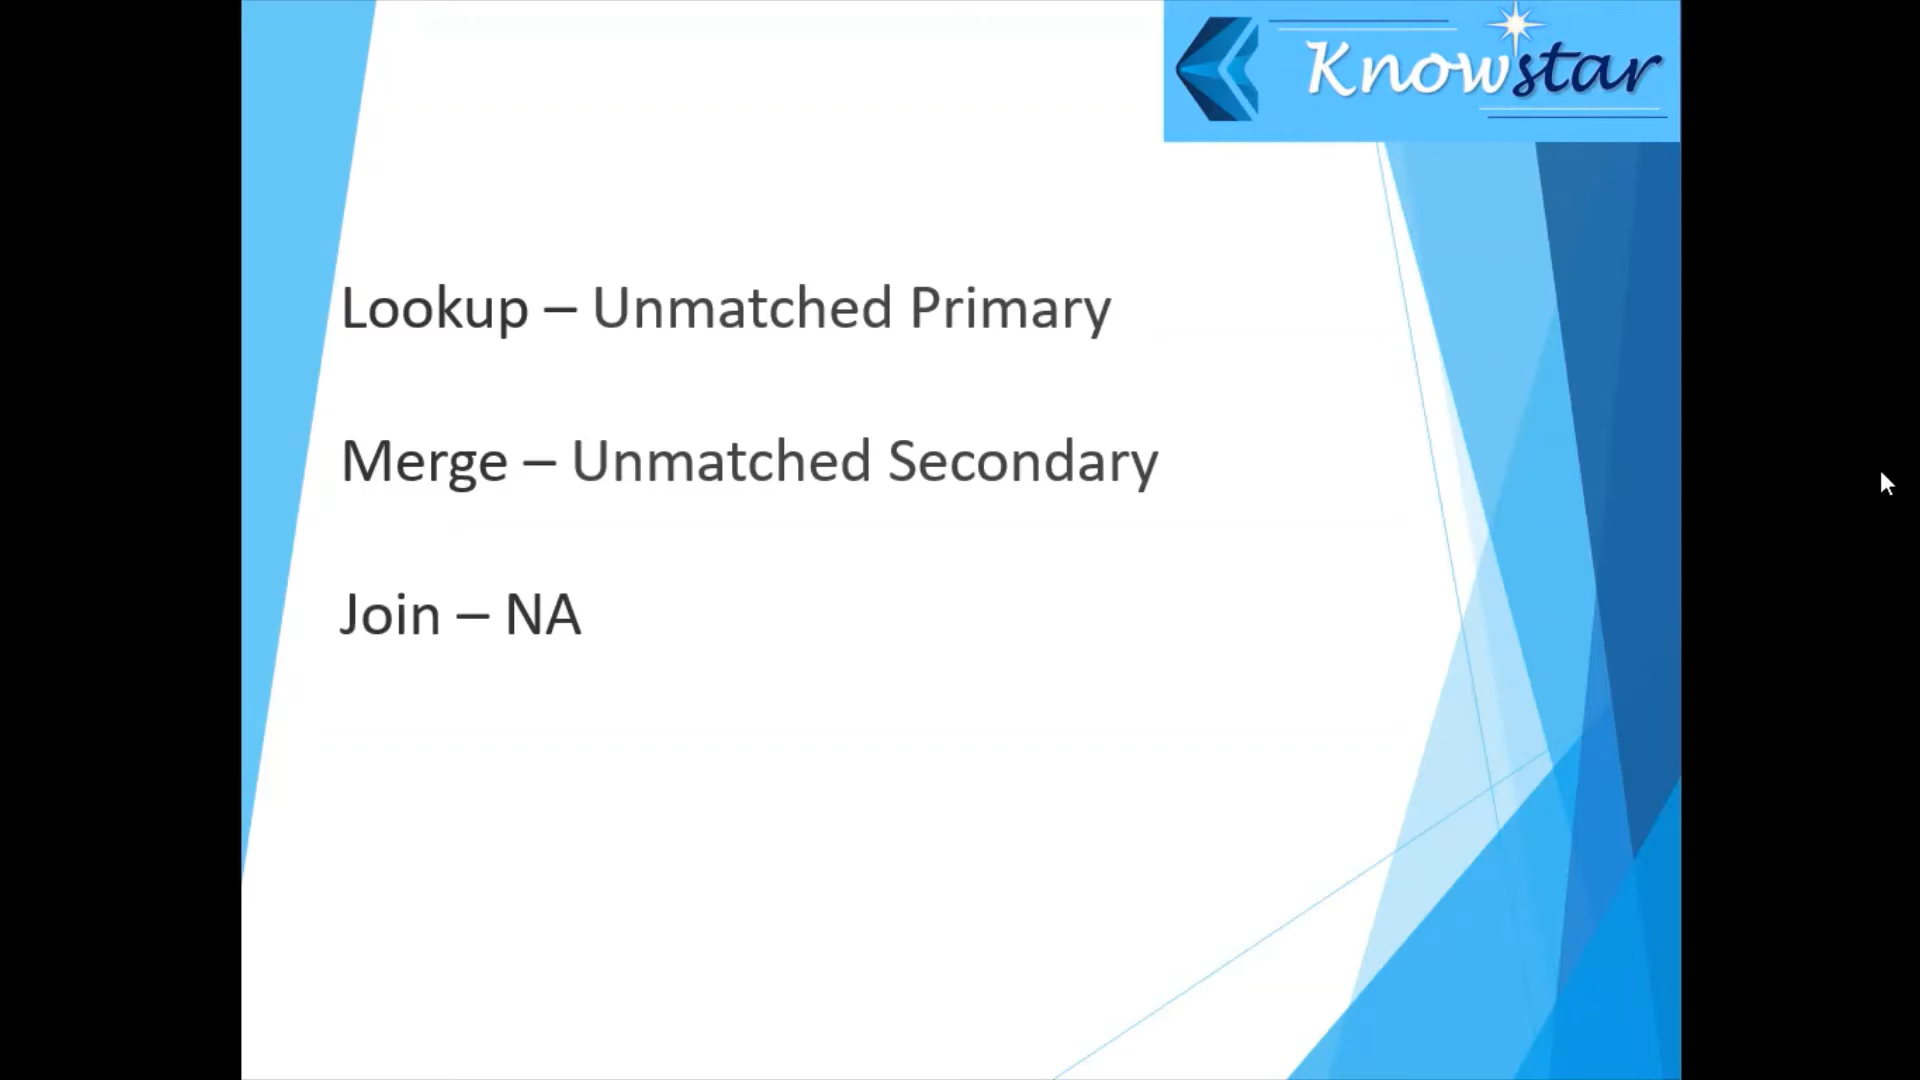 Knowstar
Lookup – Unmatched Primary
Merge – Unmatched Secondary
Join – NA